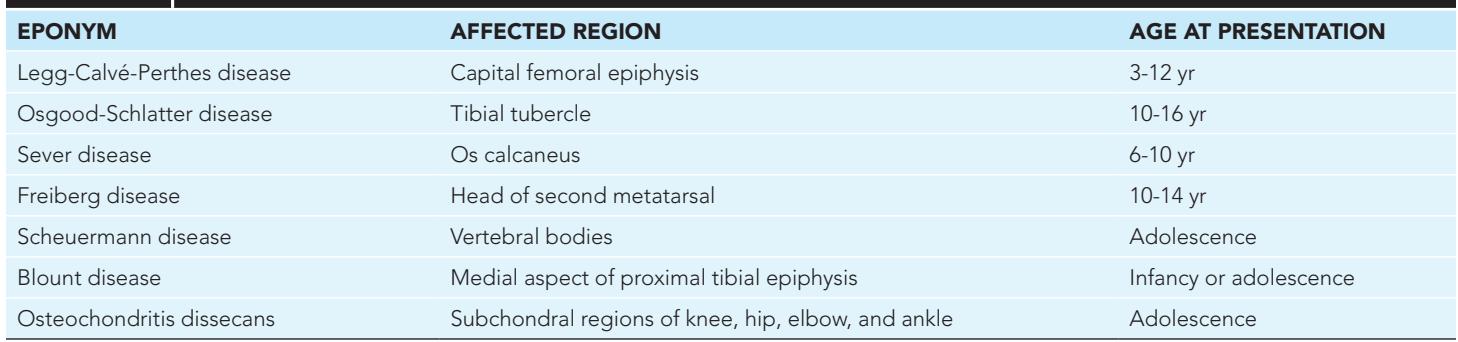 EPONYM AFFECTED REGION AGE AT PRESENTATION
Legg-Calvé-Perthes disease Capital femoral epiphysis 3-12 yr
Osgood-Schlatter disease Tibial tubercle 10-16 yr
Sever disease Os calcaneus 6-10 yr
Freiberg disease Head of second metatarsal 10-14 yr
Scheuermann disease Vertebral bodies Adolescence
Blount disease Medial aspect of proximal tibial epiphysis Infancy or adolescence
Osteochondritis dissecans Subchondral regions of knee, hip, elbow, and ankle Adolescence